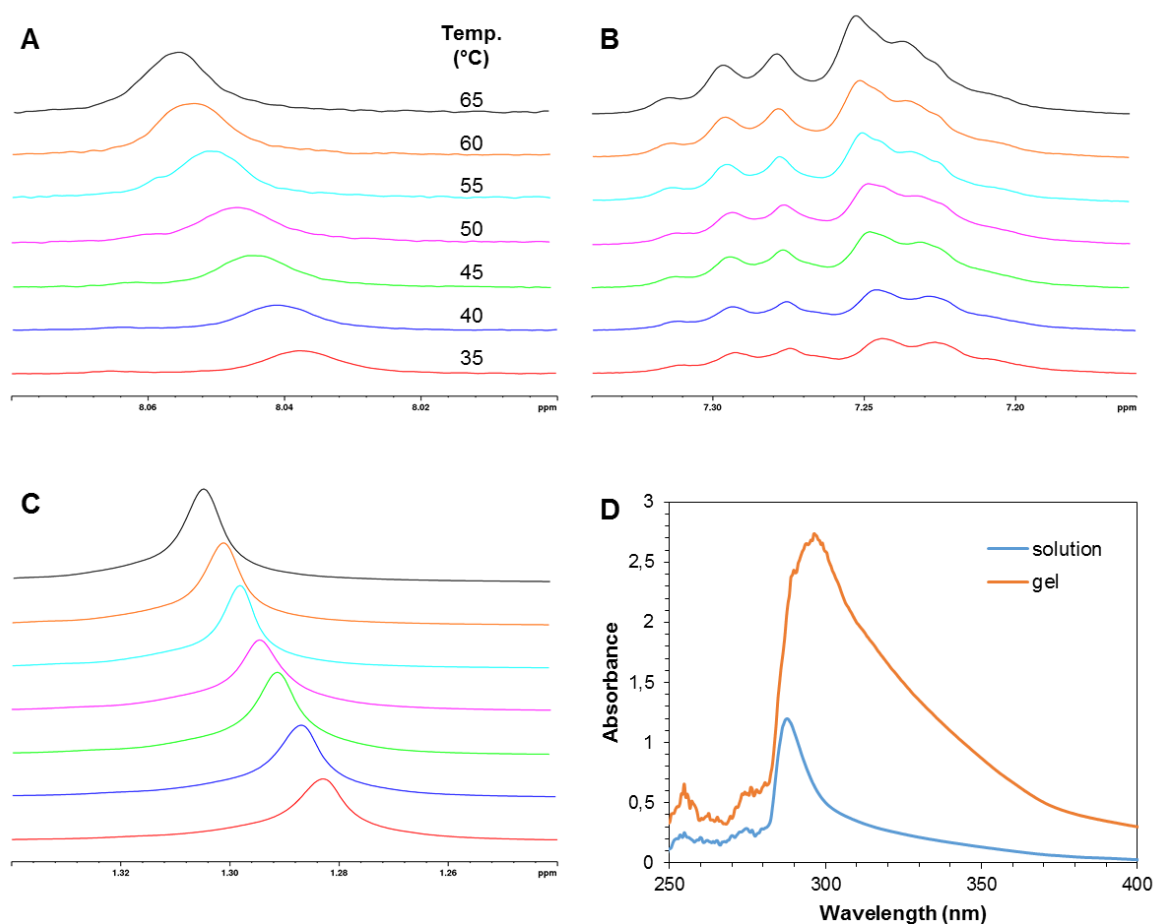 A
Temp.
(°C)
65
60
55
50
45
40
35
8.06 8.04 8.02 ppm
B
7.30 7.25 7.20 ppm
C
1.32 1.30 1.28 1.26 ppm
D
3
2,5
2
1,5
1
0,5
0
Absorbance
solution
gel
250 300 350 400
Wavelength (nm)